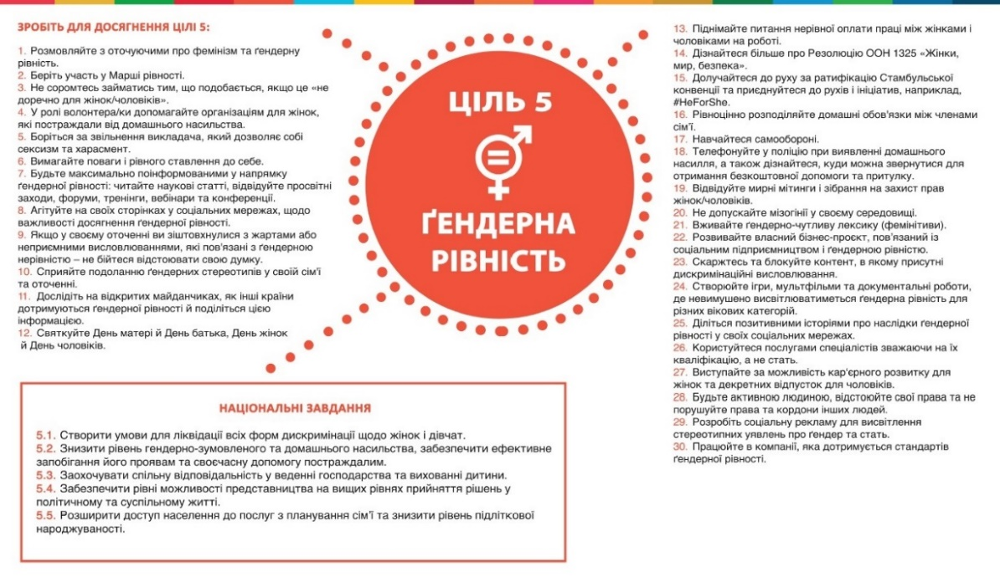 ЗРОБІТЬ ДЛЯ ДОСЯГНЕННЯ ЦІЛІ 5:
1. Розмовляйте з оточуючими про фемінізм та ґендерну
рівність.
2. Беріть участь у Марші рівності.
3. Не соромтесь займатись тим, що подобається, якщо це «не
доречно для жінок/чоловіків».
4. У ролі волонтера/ки допомагайте організаціям для жінок,
які постраждали від домашнього насильства.
5. Боріться за звільнення викладача, який дозволяє собі
сексизм та харасмент.
6. Вимагайте поваги і рівного ставлення до себе.
7. Будьте максимально поінформованими у напрямку
ґендерної рівності: читайте наукові статті, відвідуйте просвітні
заходи, форуми, тренінги, вебінари та конференції.
8. Агітуйте на своїх сторінках у соціальних мережах, щодо
важливості досягнення ґендерної рівності.
9. Якщо у своєму оточенні ви зіштовхнулися з жартами або
неприємними висловлюваннями, які пов'язані з ґендерною
нерівністю – не бійтеся відстоювати свою думку.
10. Сприяйте подоланню ґендерних стереотипів у своїй сім'ї
та оточенні.
11. Дослідіть на відкритих майданчиках, як інші країни
дотримуються ґендерної рівності й поділіться цією
інформацією.
12. Святкуйте День матері й День батька, День жінок
й День чоловіків.
ЦІЛЬ 5
ҐЕНДЕРНА
РІВНІСТЬ
13. Піднімайте питання нерівної оплати праці між жінками і
чоловіками на роботі.
14. Дізнайтеся більше про Резолюцію ООН 1325 «Жінки,
мир, безпека».
15. Долучайтеся до руху за ратифікацію Стамбульської
конвенції та приєднуйтеся до рухів і ініціатив, наприклад,
#HeForShe.
16. Рівноцінно розподіляйте домашні обов'язки між членами
сім'ї.
17. Навчайтеся самообороні.
18. Телефонуйте у поліцію при виявленні домашнього
насилля, а також дізнайтеся, куди можна звернутися для
отримання безкоштовної допомоги та притулку.
19. Відвідуйте мирні мітинги і зібрання на захист прав
жінок/чоловіків.
20. Не допускайте мізогінії у своєму середовищі.
21. Вживайте ґендерно-чутливу лексику (фемінітиви).
22. Розвивайте власний бізнес-проєкт, пов'язаний із
соціальним підприємництвом і ґендерною рівністю.
23. Скаржтесь та блокуйте контент, в якому присутні
дискримінаційні висловлювання.
24. Створюйте ігри, мультфільми та документальні роботи,
де невимушено висвітлюватиметься ґендерна рівність для
різних вікових категорій.
25. Діліться позитивними історіями про наслідки ґендерної
рівності у своїх соціальних мережах.
26. Користуйтеся послугами спеціалістів зважаючи на їх
кваліфікацію, а не стать.
27. Виступайте за можливість кар'єрного розвитку для
жінок та декретних відпусток для чоловіків.
28. Будьте активною людиною, відстоюйте свої права та не
порушуйте права та кордони інших людей.
29. Розробіть соціальну рекламу для висвітлення
стереотипних уявлень про ґендер та стать.
30. Працюйте в компанії, яка дотримується стандартів
ґендерної рівності.
НАЦІОНАЛЬНІ ЗАВДАННЯ
5.1. Створити умови для ліквідації всіх форм дискримінації щодо жінок і дівчат.
5.2. Знизити рівень гендерно-зумовленого та домашнього насильства, забезпечити ефективне
запобігання його проявам та своєчасну допомогу постраждалим.
5.3. Заохочувати спільну відповідальність у веденні господарства та вихованні дитини.
5.4. Забезпечити рівні можливості представництва на вищих рівнях прийняття рішень у
політичному та суспільному житті.
5.5. Розширити доступ населення до послуг з планування сім'ї та знизити рівень підліткової
народжуваності.